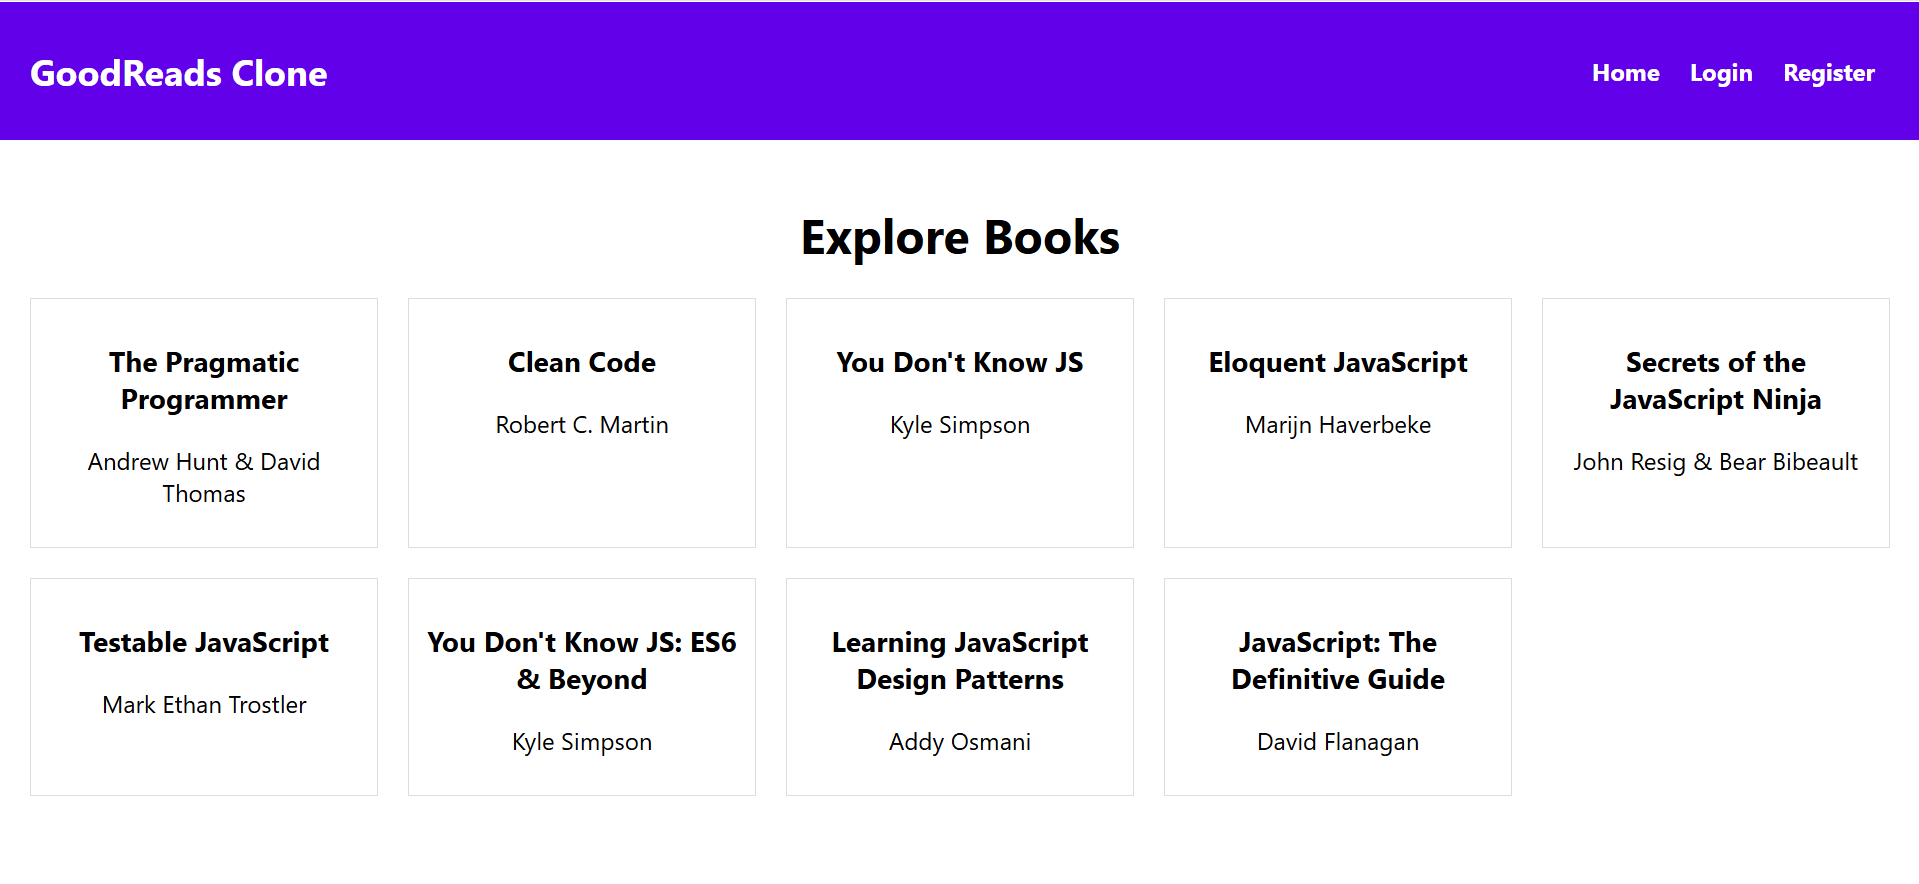 GoodReads Clone
Home Login Register
Explore Books
The Pragmatic
Programmer
Andrew Hunt & David
Thomas
Clean Code
Robert C. Martin
You Don't Know JS
Kyle Simpson
Eloquent JavaScript
Marijn Haverbeke
Secrets of the
JavaScript Ninja
John Resig & Bear Bibeault
Testable JavaScript
Mark Ethan Trostler
You Don't Know JS: ES6
& Beyond
Kyle Simpson
Learning JavaScript
Design Patterns
Addy Osmani
JavaScript: The
Definitive Guide
David Flanagan